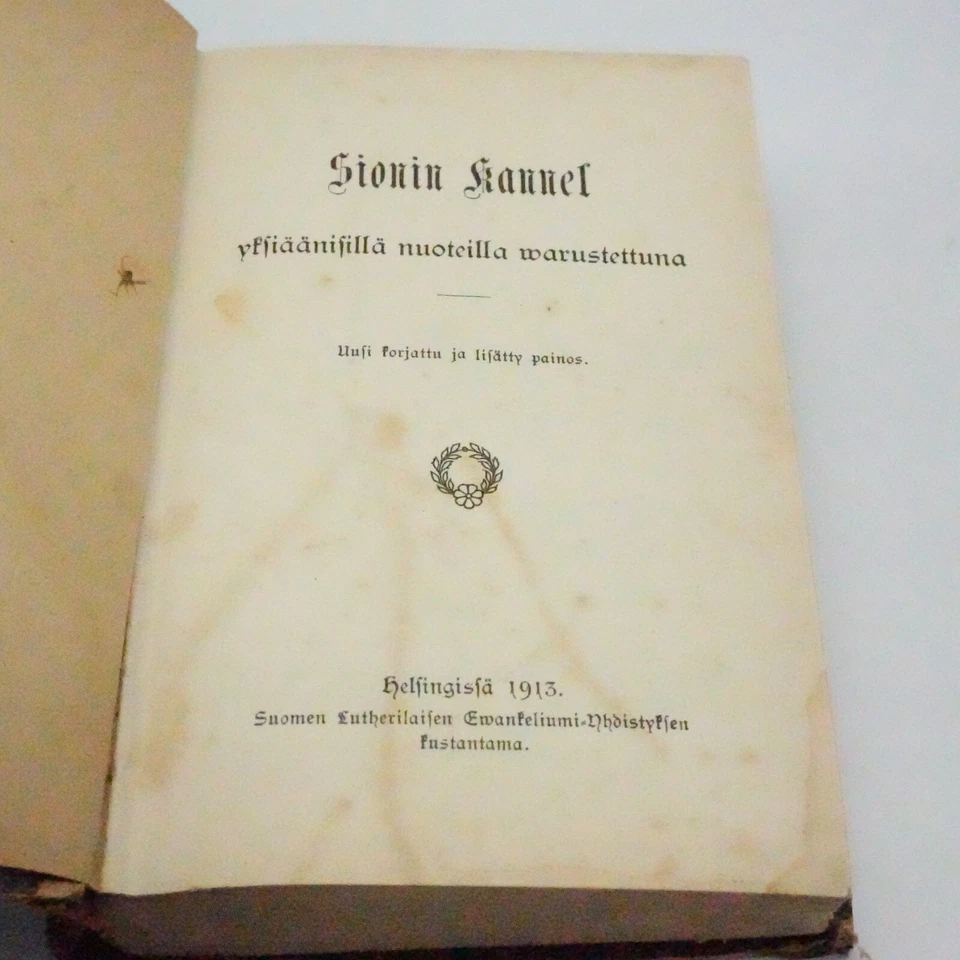 Sionin Kannel
yksiäänisillä nuoteilla warustettuna
Uusi korjattu ja lisätty painos.
Helsingissä 1913.
Suomen Lutherilaisen Ewankeliumi-Yhdistyksen
kustantama.